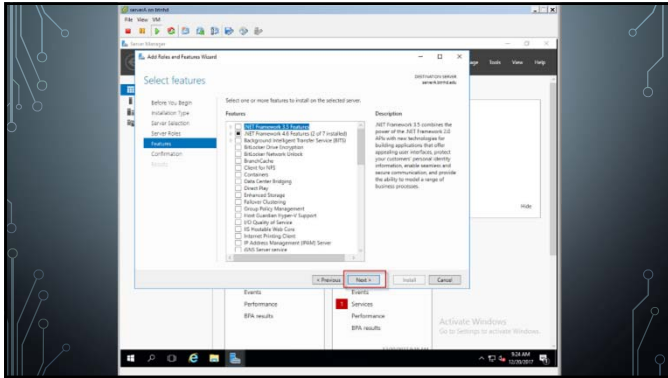 serverA on btnhd
File View VM
Server Manager
Tools View Help
Add Roles and Features Wizard
Select features
DESTINATION SERVER
Before You Begin
Installation Type
Server Selection
Server Roles
Features
Confirmation
Results
Select one or more features to install on the selected server.
Features
.NET Framework 3.5 Features
.NET Framework 4.6 Features (2 of 7 installed)
Background Intelligent Transfer Service (BITS)
BitLocker Drive Encryption
BitLocker Network Unlock
BranchCache
Client for NFS
Containers
Data Center Bridging
Direct Play
Enhanced Storage
Failover Clustering
Group Policy Management
Host Guardian Hyper-V Support
I/O Quality of Service
IIS Hostable Web Core
Internet Printing Client
IP Address Management (IPAM) Server
iSNS Server service
Description
.NET Framework 3.5 combines the
power of the .NET Framework 2.0
APIs with new technologies for
building applications that offer
appealing user interfaces, protect
your customers' personal identity
information, enable seamless and
secure communication, and provide
the ability to model a range of
business processes.
Hide
< Previous
Next >
Install
Cancel
Events
Performance
BPA results
Events
1 Services
Performance
BPA results
Activate Windows
Go to Settings to activate Windows.
9:24 AM
12/20/2017